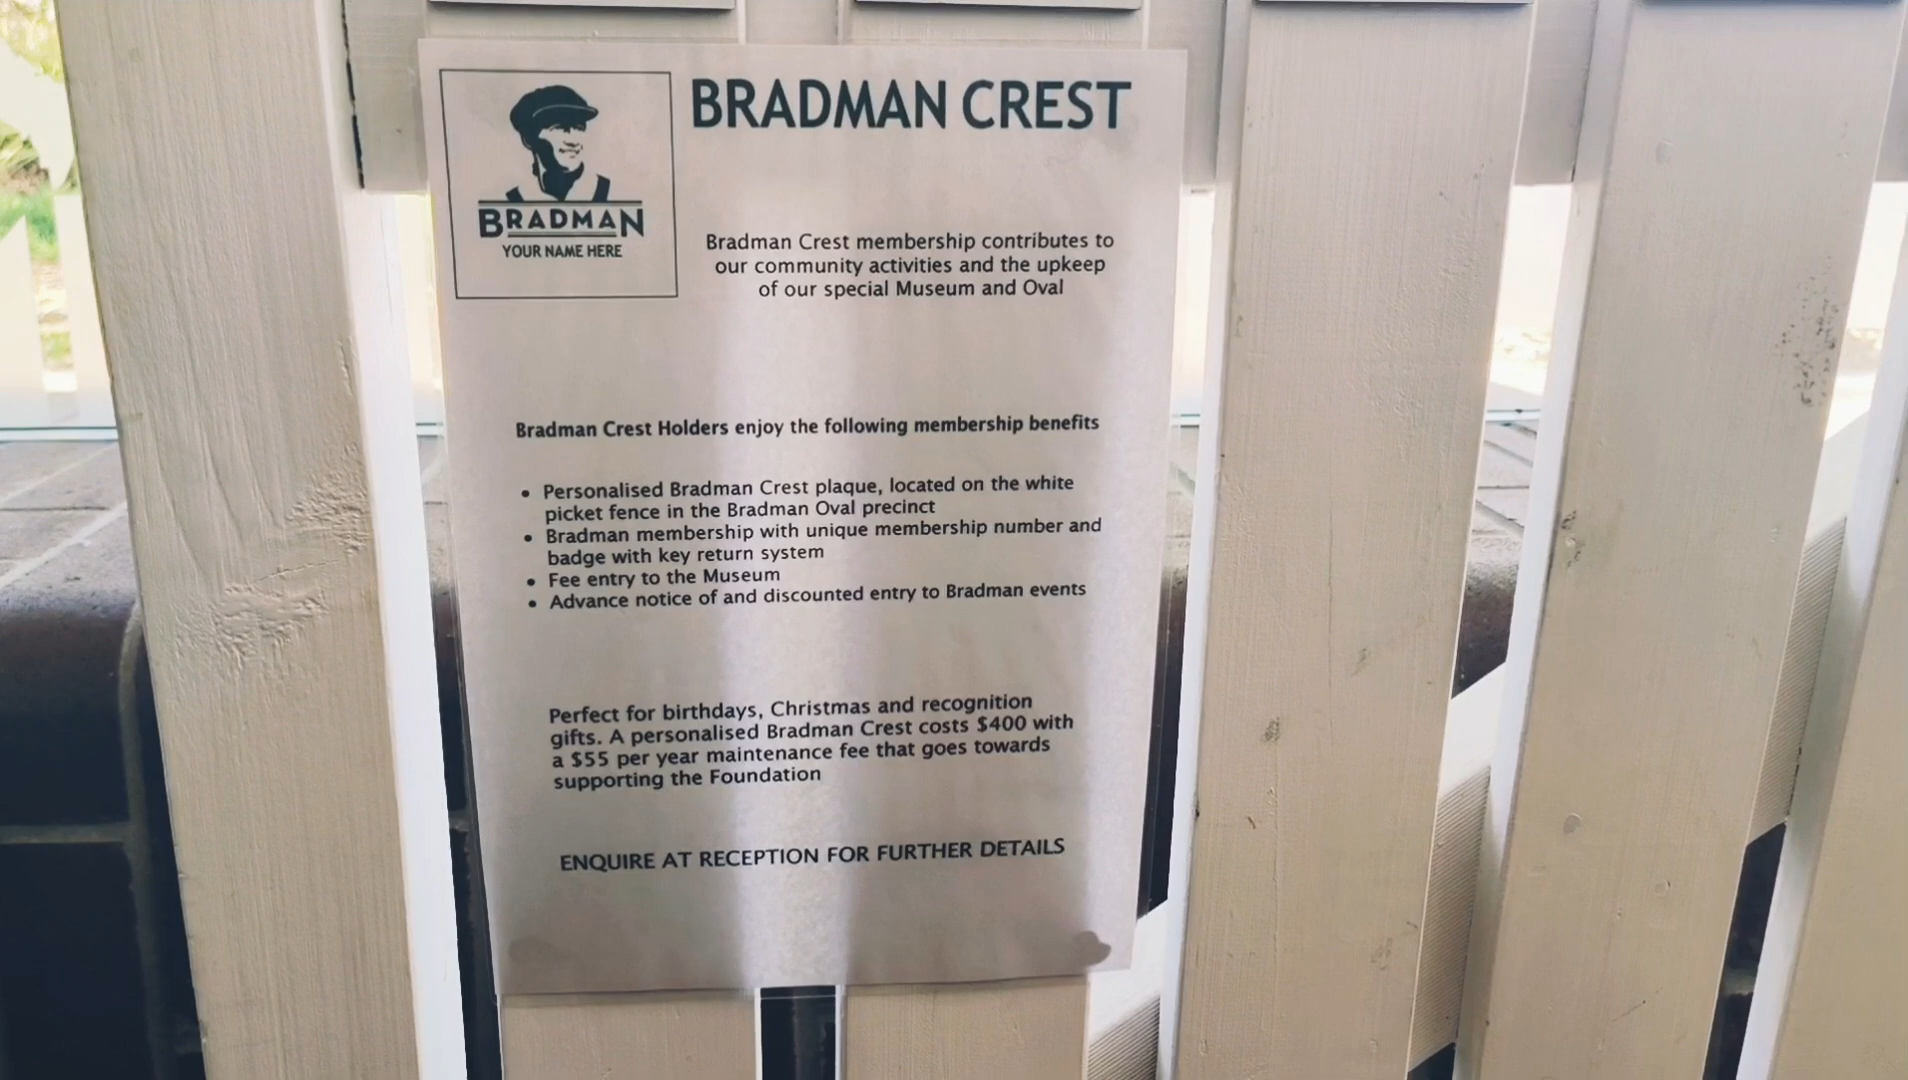 BRADMAN CREST
BRADMAN
YOUR NAME HERE
Bradman Crest membership contributes to
our community activities and the upkeep
of our special Museum and Oval
Bradman Crest Holders enjoy the following membership benefits
• Personalised Bradman Crest plaque, located on the white
picket fence in the Bradman Oval precinct
• Bradman membership with unique membership number and
badge with key return system
• Fee entry to the Museum
• Advance notice of and discounted entry to Bradman events
Perfect for birthdays, Christmas and recognition
gifts. A personalised Bradman Crest costs $400 with
a $55 per year maintenance fee that goes towards
supporting the Foundation
ENQUIRE AT RECEPTION FOR FURTHER DETAILS